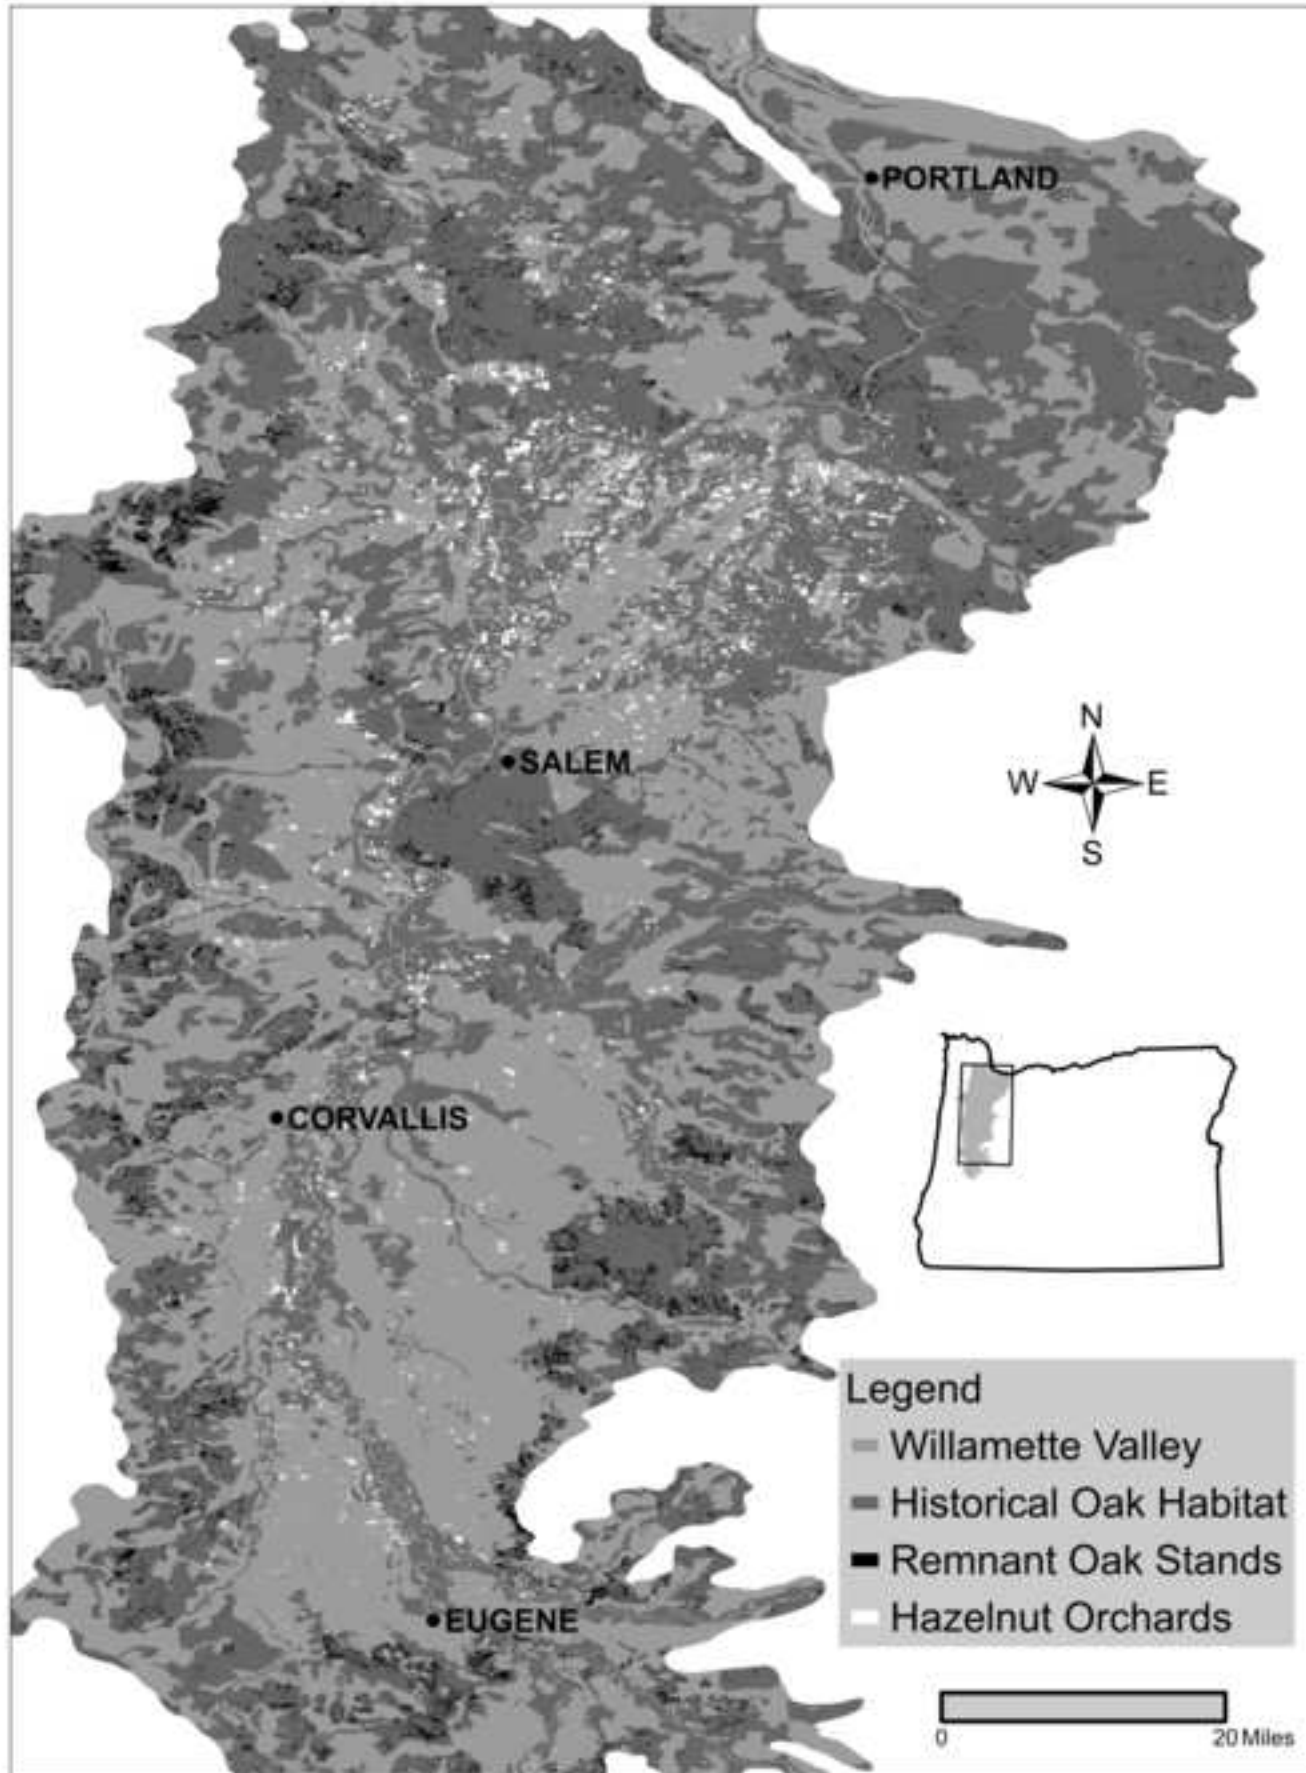 PORTLAND
N
SALEM
W E
S
CORVALLIS
Legend
Willamette Valley
Historical Oak Habitat
Remnant Oak Stands
Hazelnut Orchards
EUGENE
0 20 Miles